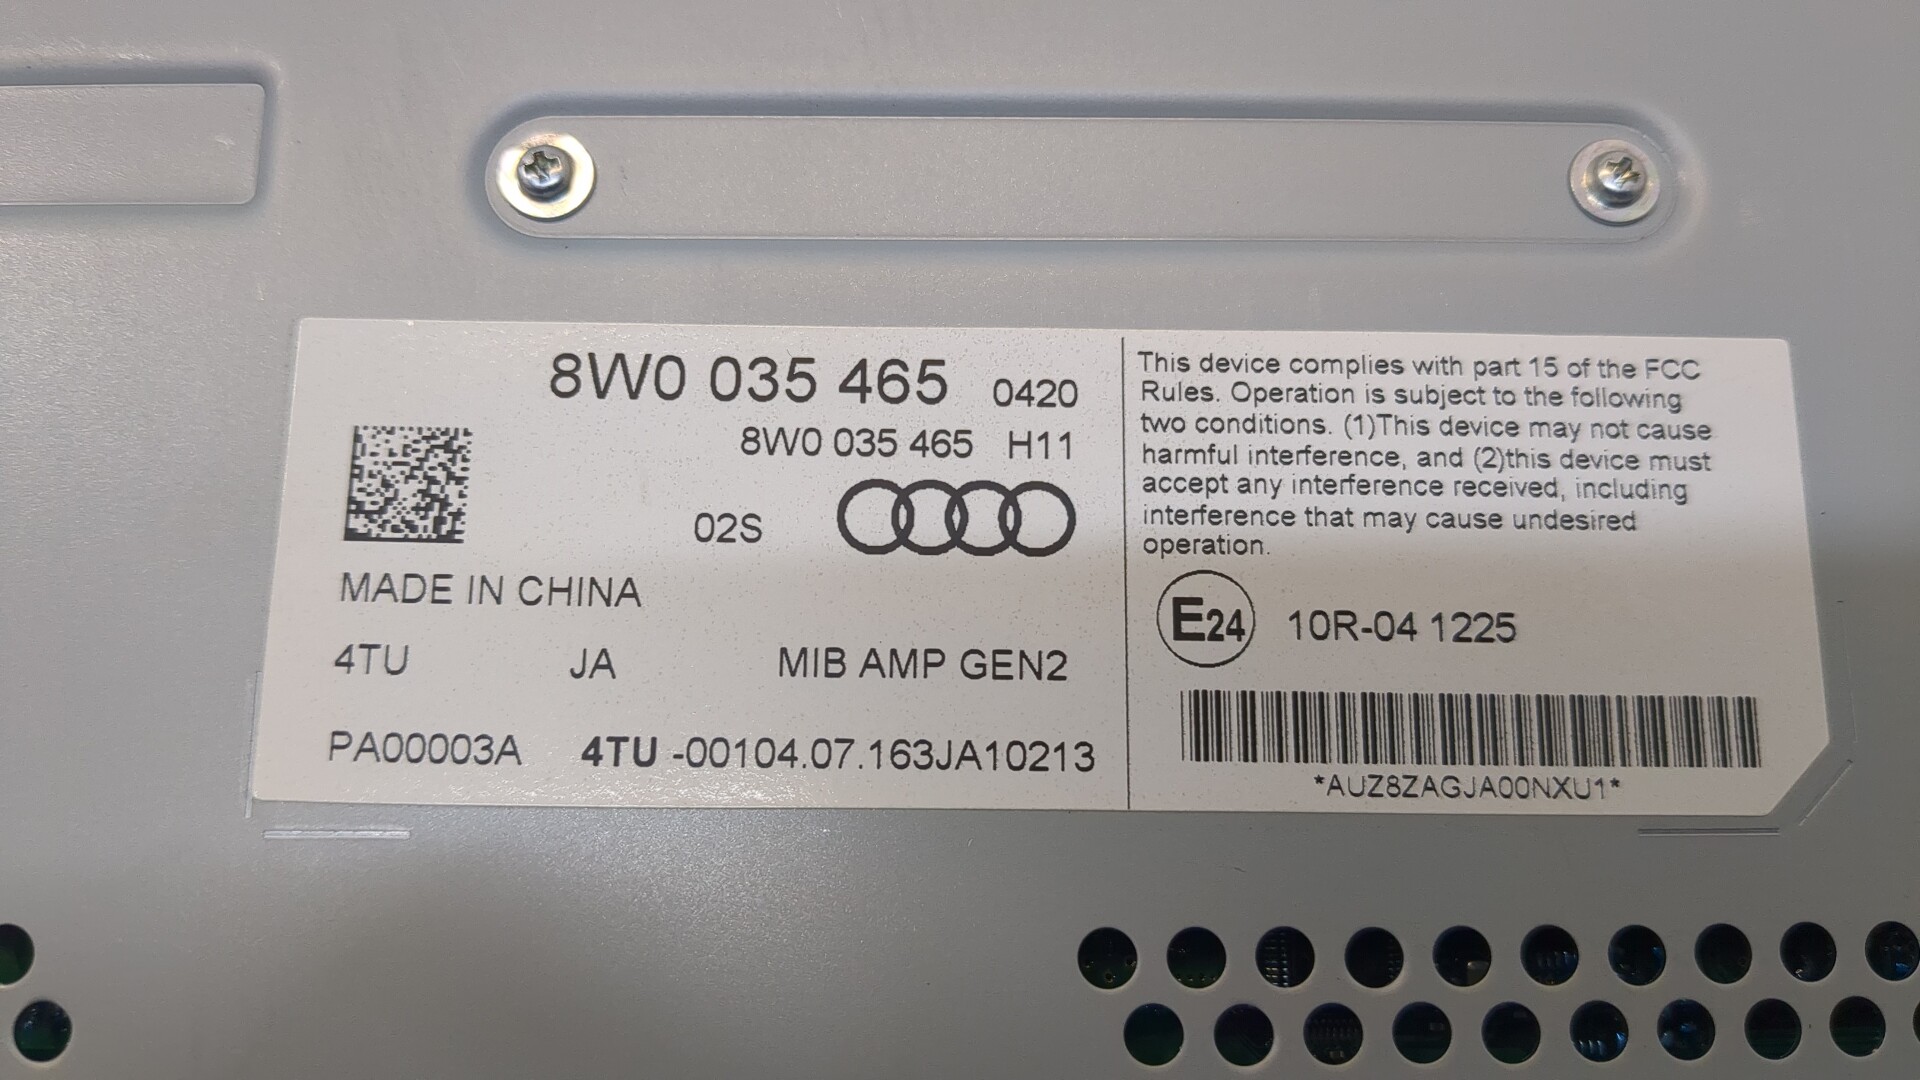 8W0 035 465 0420
8W0 035 465 H11
02S
MADE IN CHINA
4TU JA MIB AMP GEN2
PA00003A 4TU -00104.07.163JA10213
This device complies with part 15 of the FCC
Rules. Operation is subject to the following
two conditions. (1)This device may not cause
harmful interference, and (2)this device must
accept any interference received, including
interference that may cause undesired
operation.
E24 10R-04 1225
*AUZ8ZAGJA00NXU1*